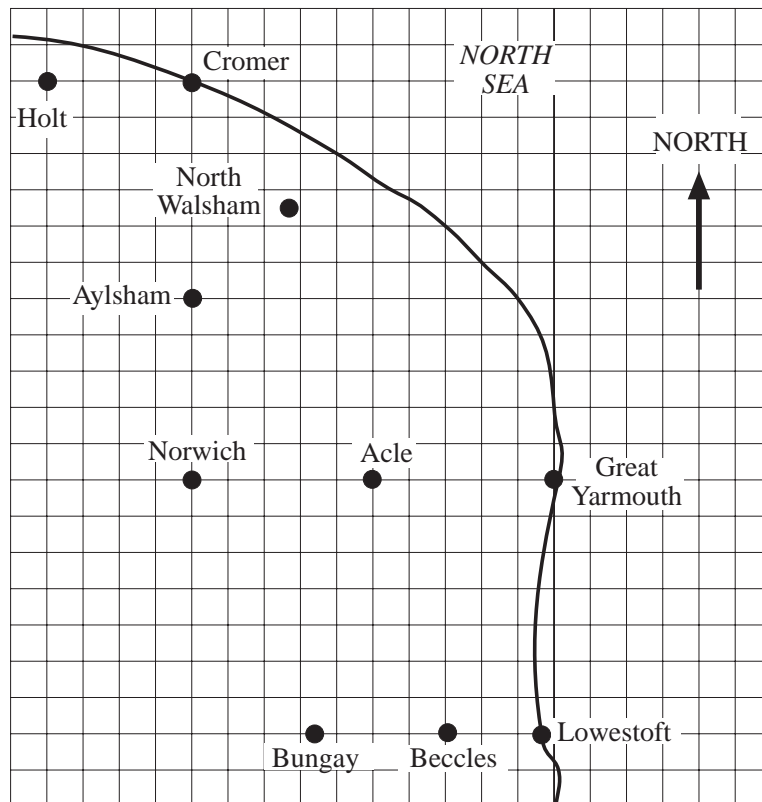 Cromer
NORTH
SEA
Holt
NORTH
North
Walsham
Aylsham
Norwich
Acle
Great
Yarmouth
Lowestoft
Bungay
Beccles